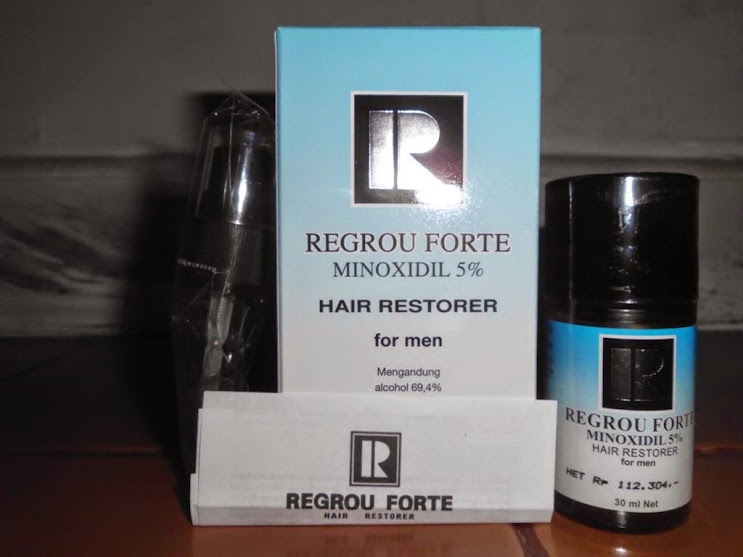 R
REGROU FORTE
MINOXIDIL 5%
HAIR RESTORER
for men
Mengandung
alcohol 69,4%
R
REGROU FORTE
HAIR RESTORER
R
REGROU FORTE
MINOXIDIL 5%
HAIR RESTORER
for men
HET Rp 112.304,-
30 ml Net